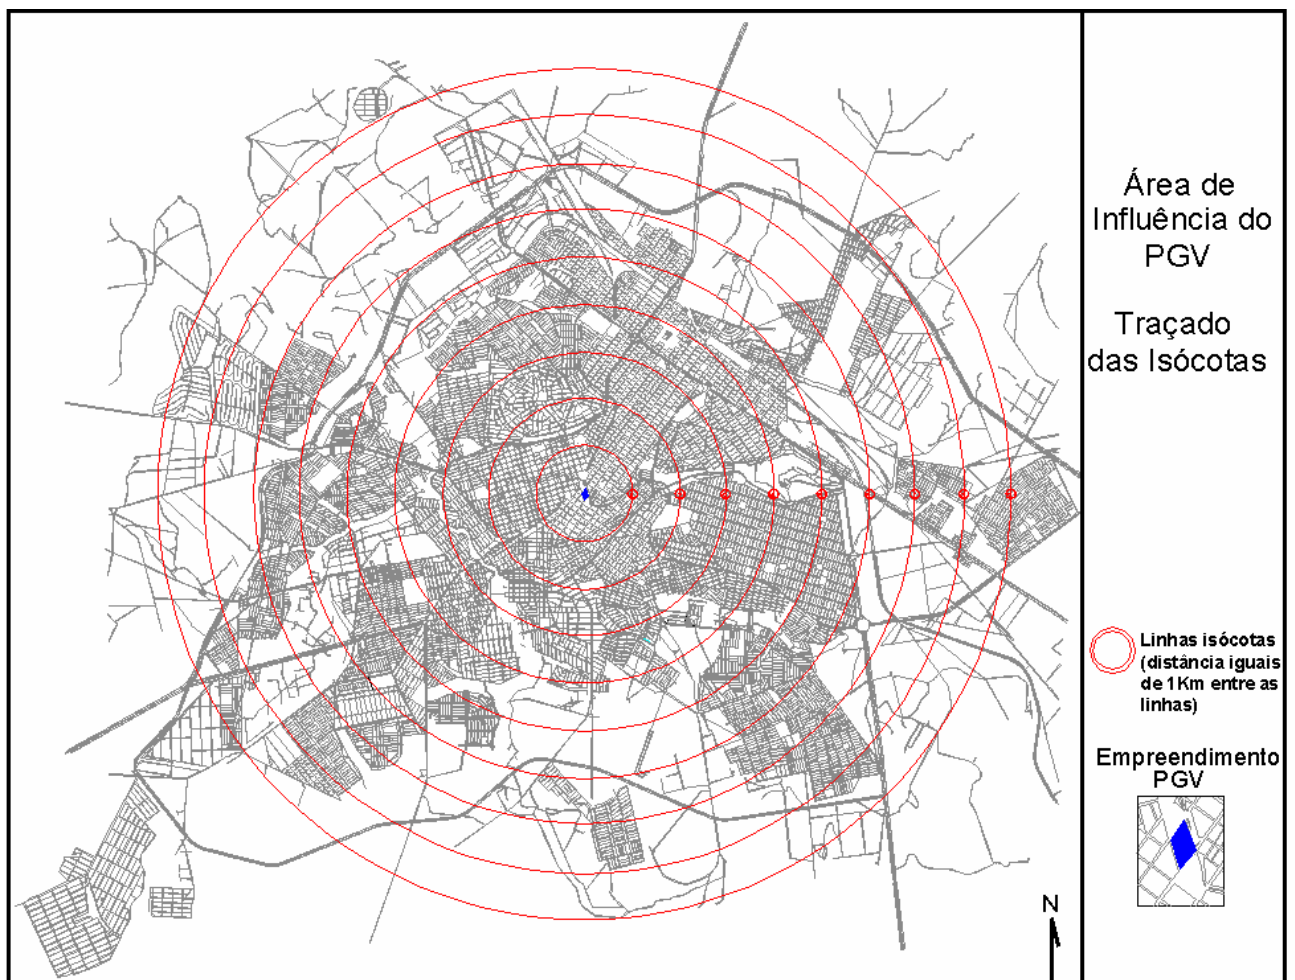 Área de
Influência do
PGV
Traçado
das Isócotas
Linhas isócotas
(distância iguais
de 1Km entre as
linhas)
Empreendimento
PGV
N